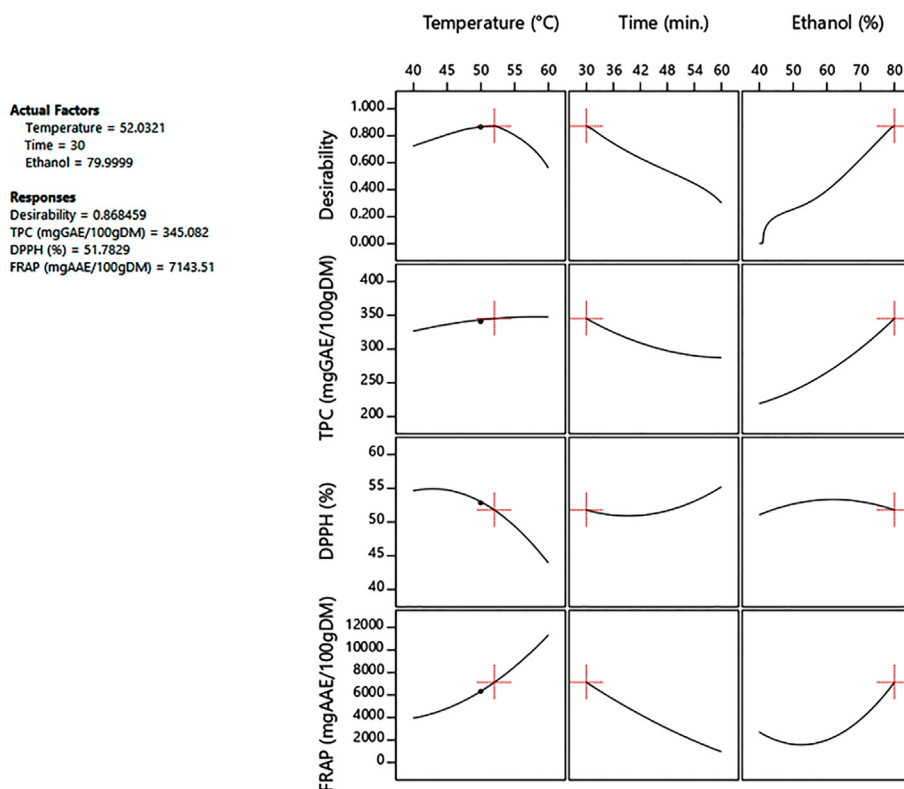 Temperature (°C) Time (min.) Ethanol (%)
40 45 50 55 60 30 36 42 48 54 60 40 50 60 70 80
Actual Factors
Temperature = 52.0321
Time = 30
Ethanol = 79.9999
Responses
Desirability = 0.868459
TPC (mgGAE/100gDM) = 345.082
DPPH (%) = 51.7829
FRAP (mgAAE/100gDM) = 7143.51
Desirability
1.000
0.800
0.600
0.400
0.200
0.000
TPC (mgGAE/100gDM)
400
350
300
250
200
DPPH (%)
60
55
50
45
40
FRAP (mgAAE/100gDM)
12000
10000
8000
6000
4000
2000
0